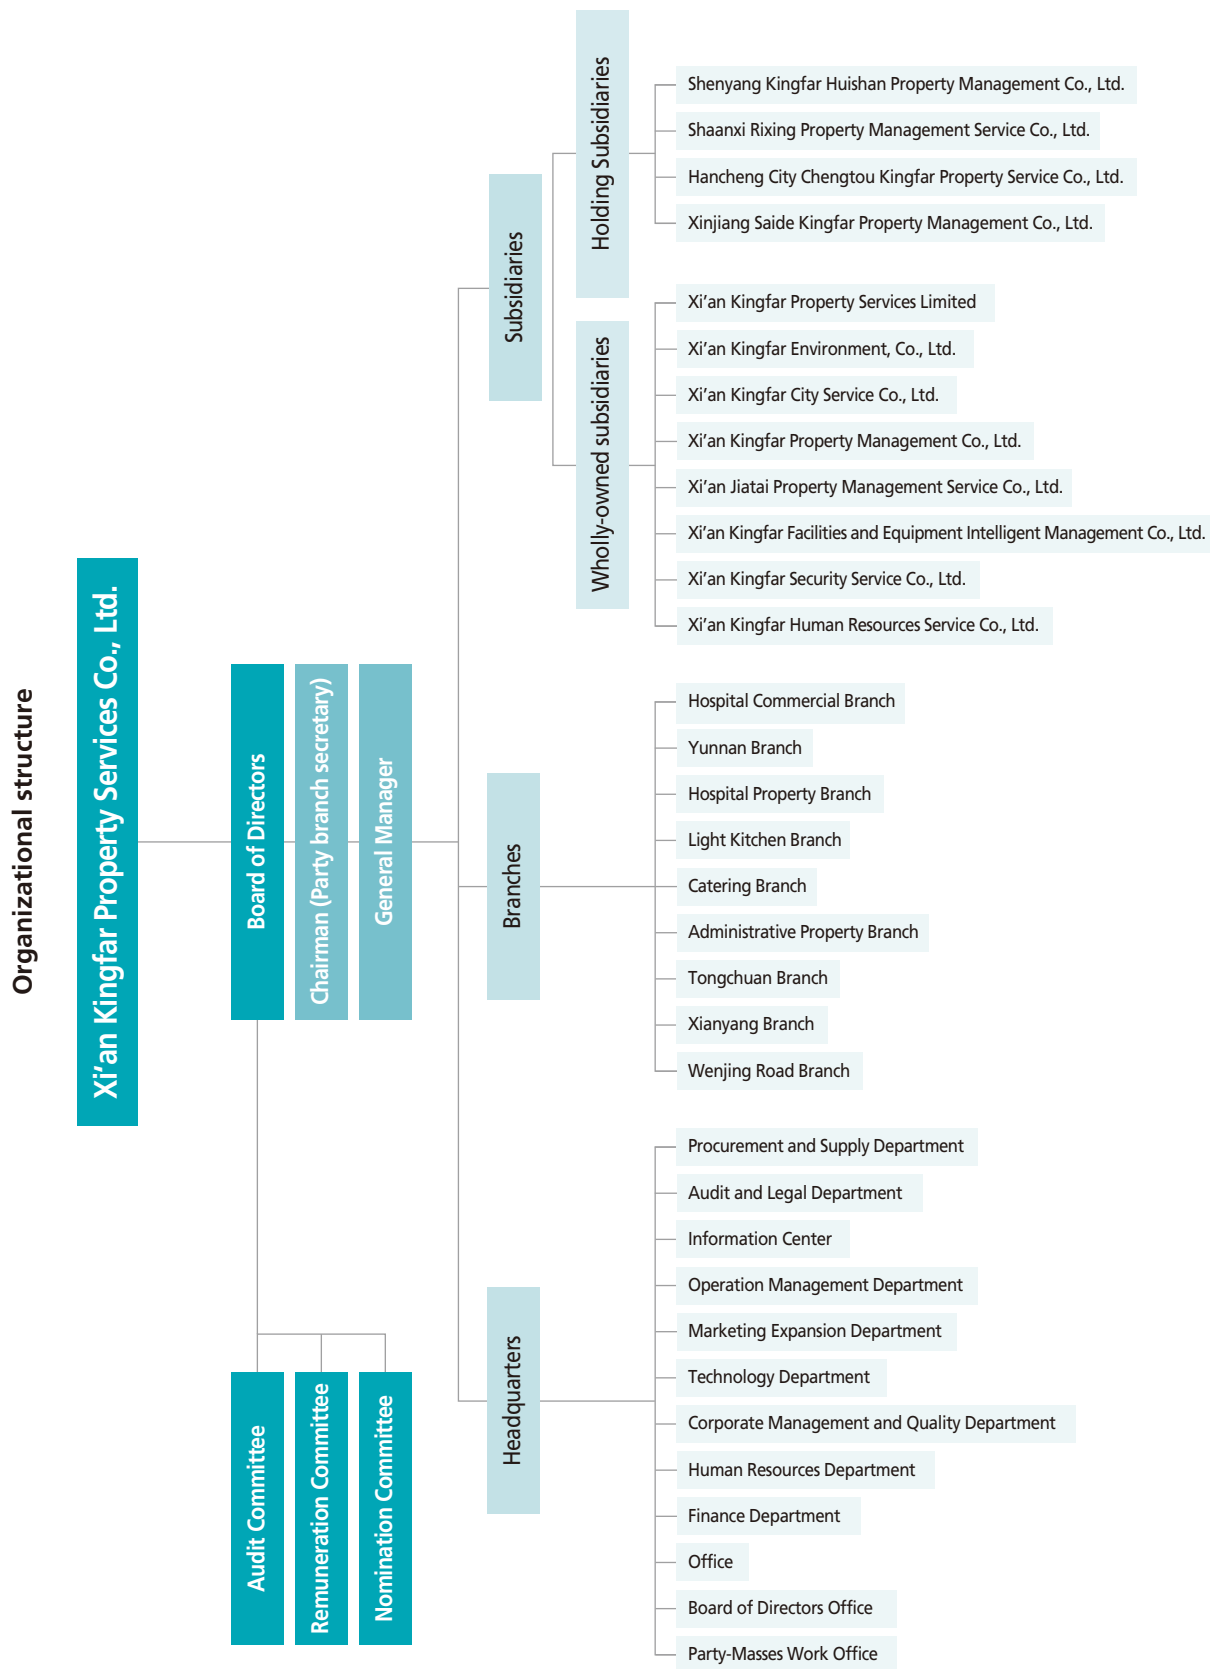 Organizational structure
Xi’an Kingfar Property Services Co., Ltd.
Board of Directors
Chairman (Party branch secretary)
General Manager
Audit Committee
Remuneration Committee
Nomination Committee
Subsidiaries
Holding Subsidiaries
Shenyang Kingfar Huishan Property Management Co., Ltd.
Shaanxi Rixing Property Management Service Co., Ltd.
Hancheng City Chengtou Kingfar Property Service Co., Ltd.
Xinjiang Saide Kingfar Property Management Co., Ltd.
Wholly-owned subsidiaries
Xi’an Kingfar Property Services Limited
Xi’an Kingfar Environment, Co., Ltd.
Xi’an Kingfar City Service Co., Ltd.
Xi’an Kingfar Property Management Co., Ltd.
Xi’an Jiatai Property Management Service Co., Ltd.
Xi’an Kingfar Facilities and Equipment Intelligent Management Co., Ltd.
Xi’an Kingfar Security Service Co., Ltd.
Xi’an Kingfar Human Resources Service Co., Ltd.
Branches
Hospital Commercial Branch
Yunnan Branch
Hospital Property Branch
Light Kitchen Branch
Catering Branch
Administrative Property Branch
Tongchuan Branch
Xianyang Branch
Wenjing Road Branch
Headquarters
Procurement and Supply Department
Audit and Legal Department
Information Center
Operation Management Department
Marketing Expansion Department
Technology Department
Corporate Management and Quality Department
Human Resources Department
Finance Department
Office
Board of Directors Office
Party-Masses Work Office